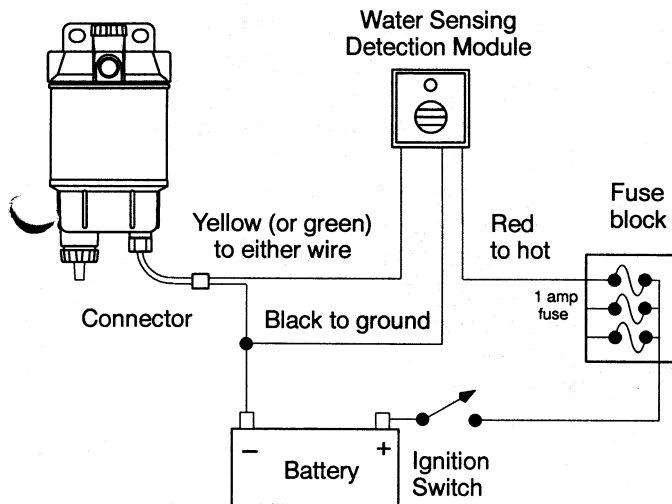 Water Sensing
Detection Module
Yellow (or green)
to either wire
Red
to hot
Fuse
block
1 amp
fuse
Connector
Black to ground
–
+
Battery
Ignition
Switch